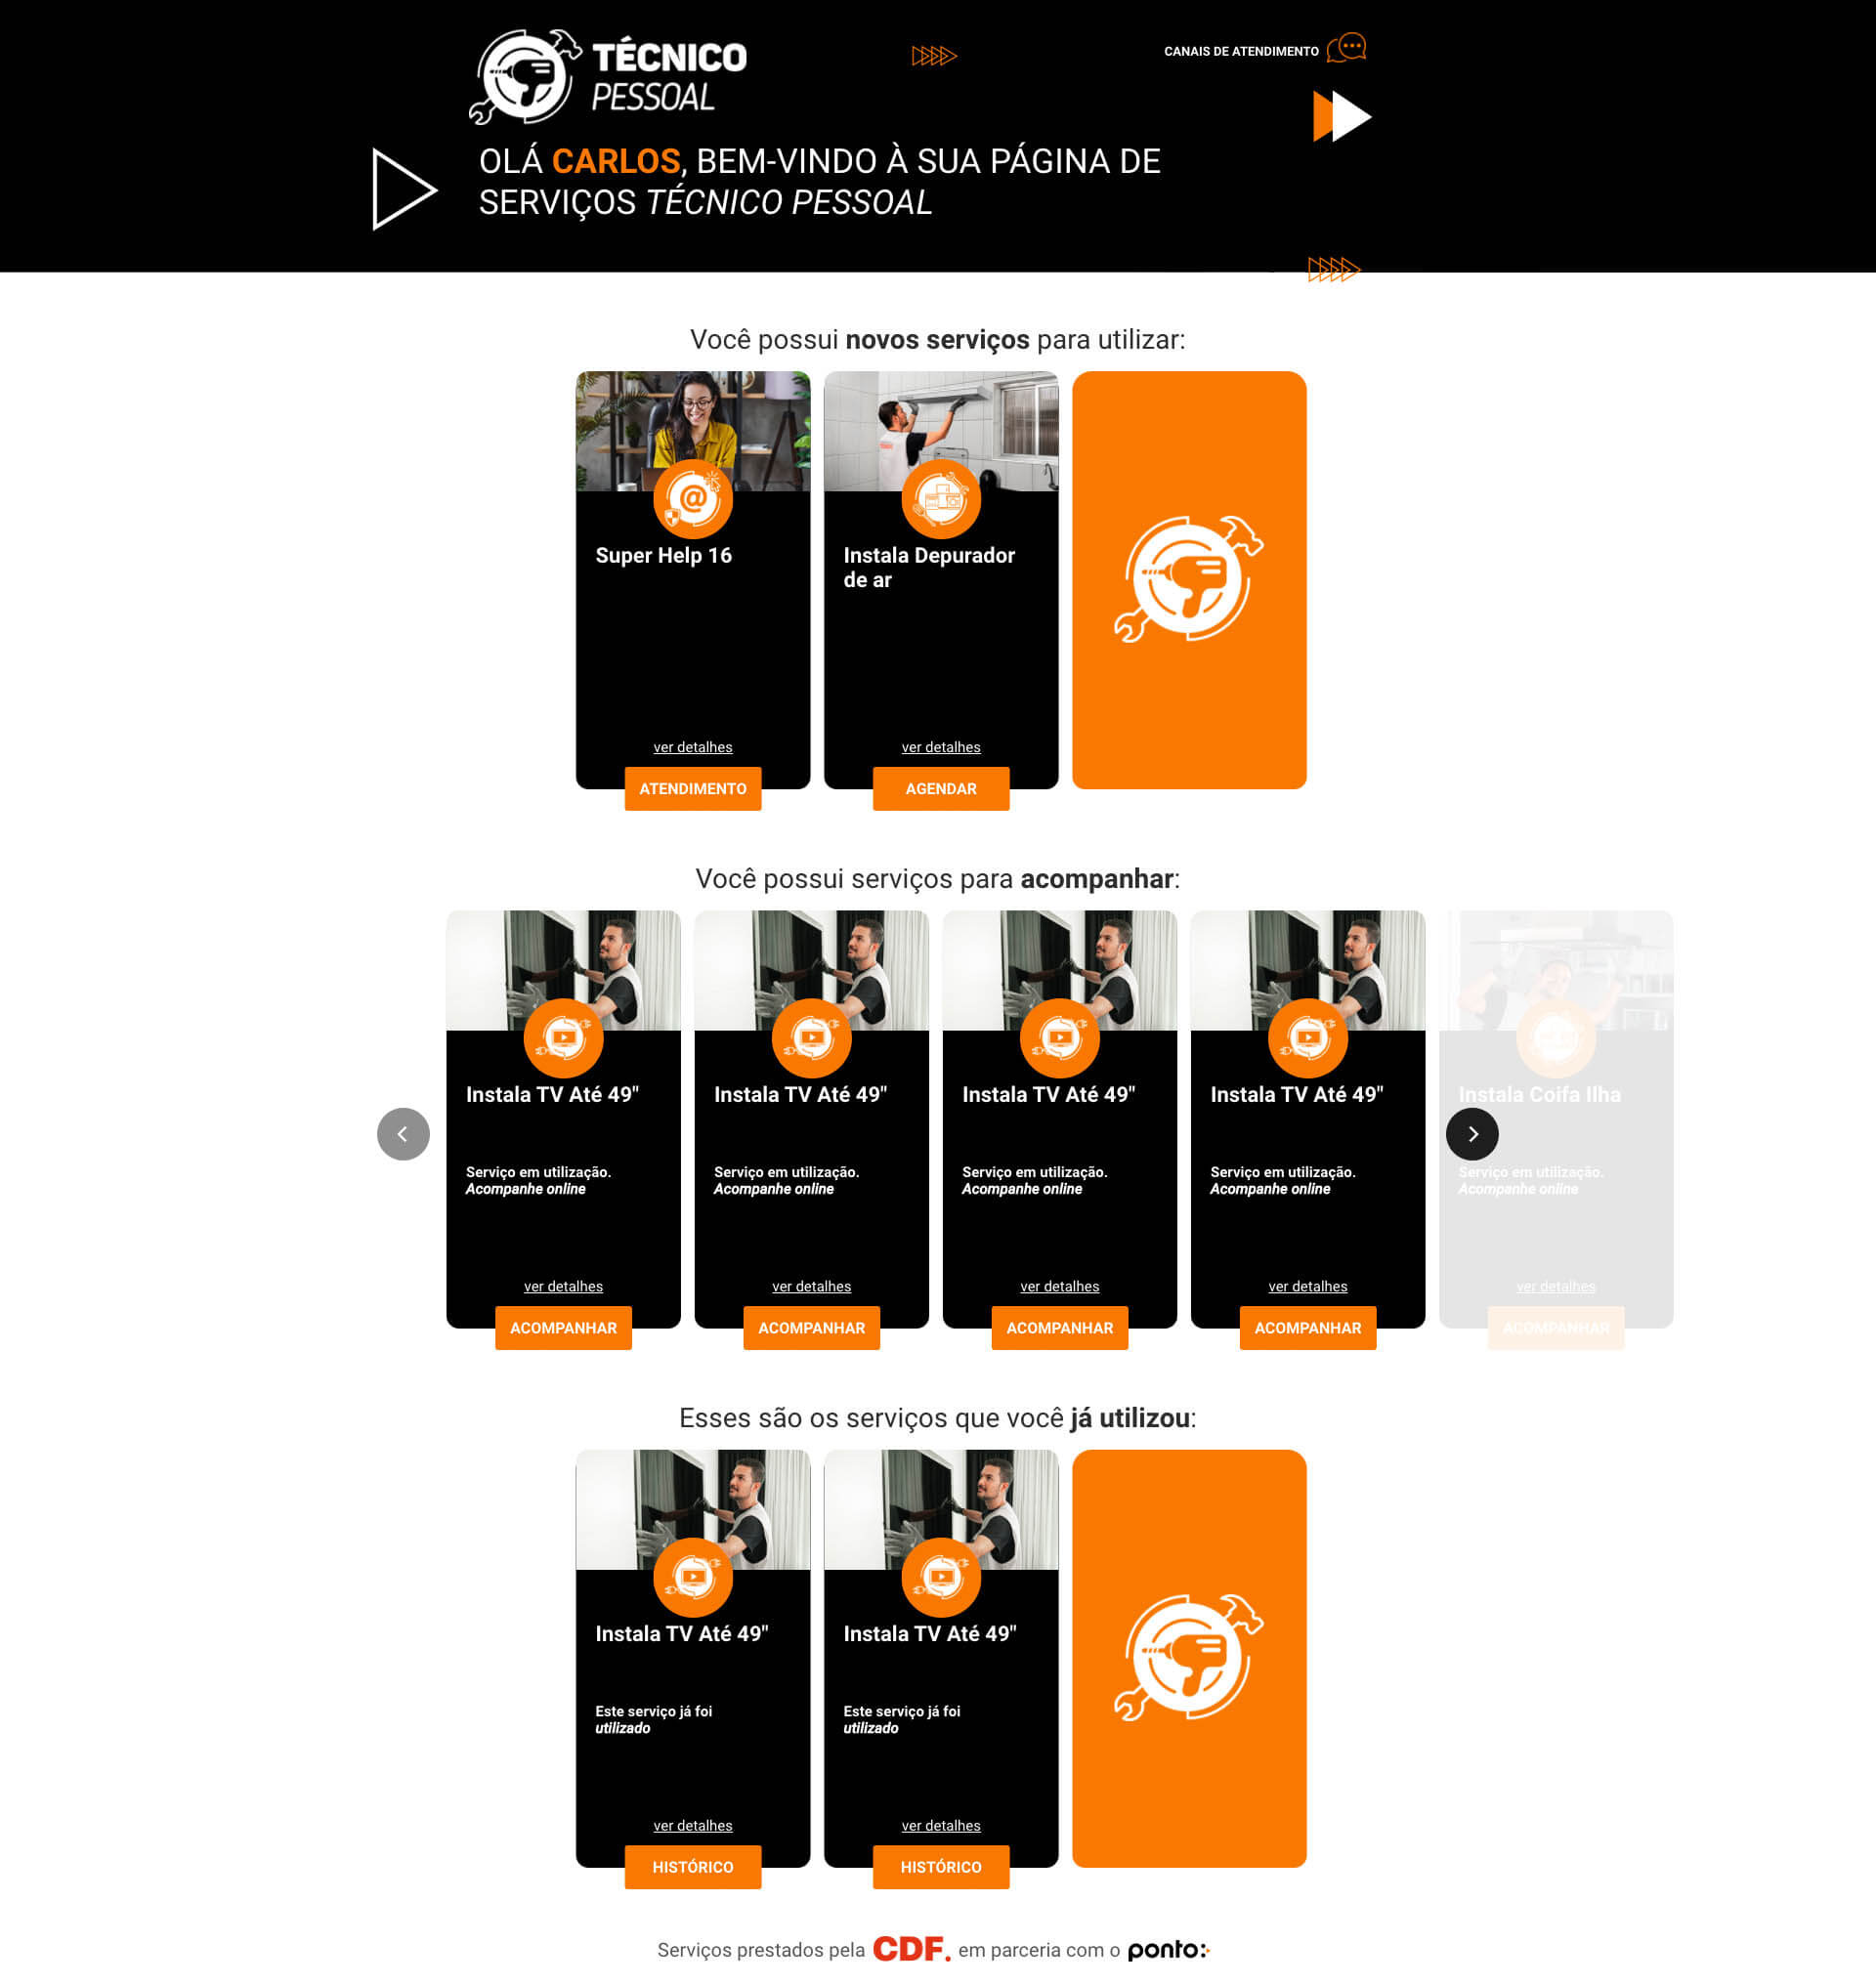 TÉCNICO
PESSOAL
CANAIS DE ATENDIMENTO
OLÁ CARLOS, BEM-VINDO À SUA PÁGINA DE
SERVIÇOS TÉCNICO PESSOAL
Você possui novos serviços para utilizar:
@
Super Help 16
ver detalhes
ATENDIMENTO
Instala Depurador
de ar
ver detalhes
AGENDAR
Você possui serviços para acompanhar:
Instala TV Até 49"
Serviço em utilização.
Acompanhe online
ver detalhes
ACOMPANHAR
Instala TV Até 49"
Serviço em utilização.
Acompanhe online
ver detalhes
ACOMPANHAR
Instala TV Até 49"
Serviço em utilização.
Acompanhe online
ver detalhes
ACOMPANHAR
Instala TV Até 49"
Serviço em utilização.
Acompanhe online
ver detalhes
ACOMPANHAR
Instala Coifa Ilha
Serviço em utilização.
Acompanhe online
ver detalhes
ACOMPANHAR
Esses são os serviços que você já utilizou:
Instala TV Até 49"
Este serviço já foi
utilizado
ver detalhes
HISTÓRICO
Instala TV Até 49"
Este serviço já foi
utilizado
ver detalhes
HISTÓRICO
Serviços prestados pela CDF. em parceria com o ponto: